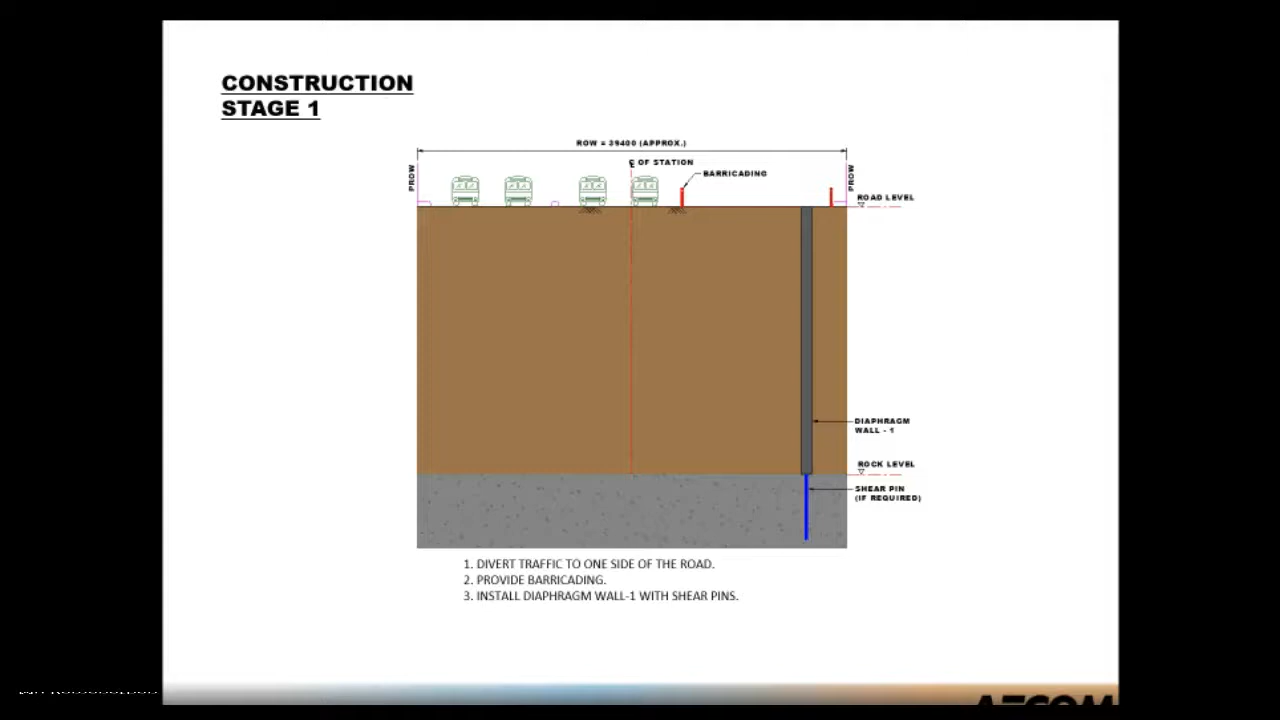 CONSTRUCTION
STAGE 1
ROW = 39400 (APPROX.)
℄ OF STATION
BARRICADING
PROW
PROW
ROAD LEVEL
DIAPHRAGM
WALL - 1
ROCK LEVEL
SHEAR PIN
(IF REQUIRED)
1. DIVERT TRAFFIC TO ONE SIDE OF THE ROAD.
2. PROVIDE BARRICADING.
3. INSTALL DIAPHRAGM WALL-1 WITH SHEAR PINS.
AECOM